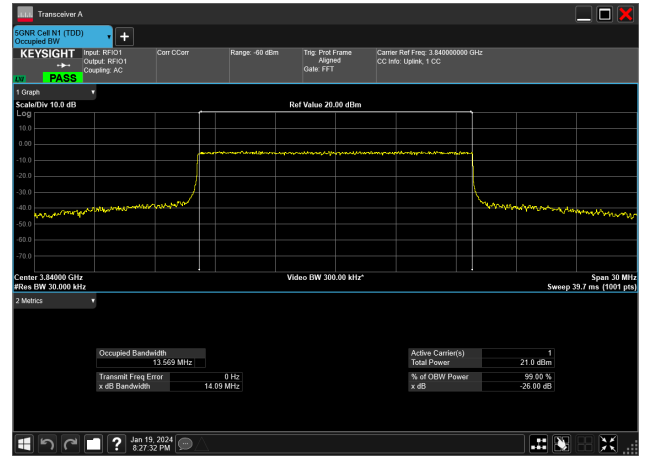 Transceiver A
5GNR Cell N1 (TDD)
Occupied BW
+
KEYSIGHT
LXI
PASS
Input: RFIO1
Output: RFIO1
Coupling: AC
Corr CCorr
Range: -60 dBm
Trig: Prot Frame
Aligned
Gate: FFT
Carrier Ref Freq: 3.840000000 GHz
CC Info: Uplink, 1 CC
1 Graph
Scale/Div 10.0 dB
Ref Value 20.00 dBm
Log
10.0
0.00
-10.0
-20.0
-30.0
-40.0
-50.0
-60.0
-70.0
Center 3.84000 GHz
Video BW 300.00 kHz*
Span 30 MHz
#Res BW 30.000 kHz
Sweep 39.7 ms (1001 pts)
2 Metrics
Occupied Bandwidth
13.569 MHz
Transmit Freq Error 0 Hz
x dB Bandwidth 14.09 MHz
Active Carrier(s) 1
Total Power 21.0 dBm
% of OBW Power 99.00 %
x dB -26.00 dB
?
Jan 19, 2024
8:27:32 PM